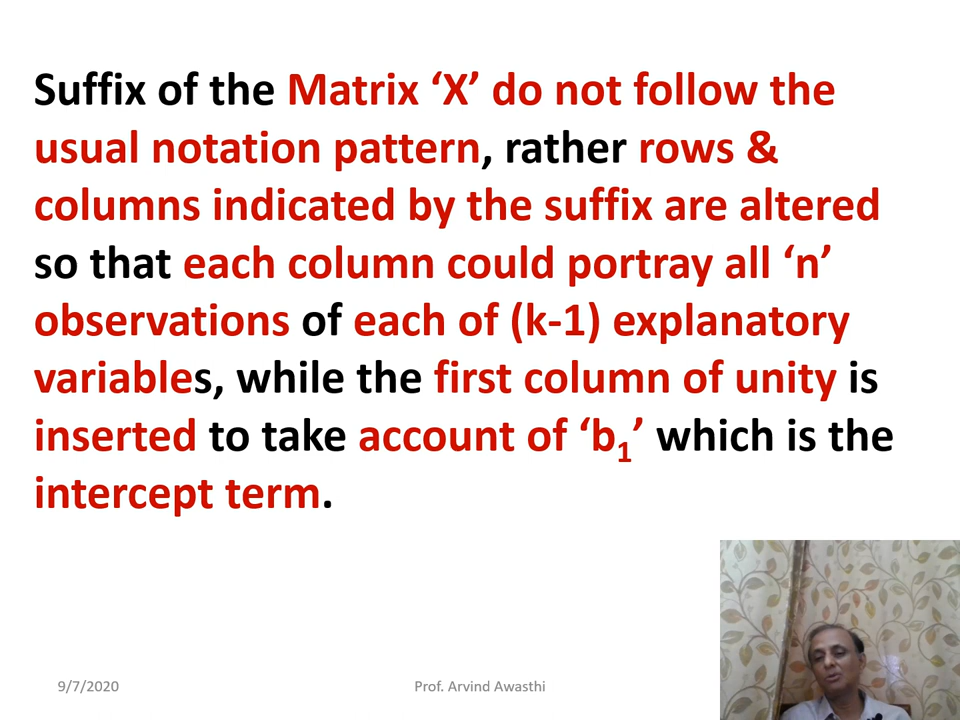 Suffix of the Matrix ‘X’ do not follow the
usual notation pattern, rather rows &
columns indicated by the suffix are altered
so that each column could portray all ‘n’
observations of each of (k-1) explanatory
variables, while the first column of unity is
inserted to take account of ‘b₁’ which is the
intercept term.
9/7/2020
Prof. Arvind Awasthi